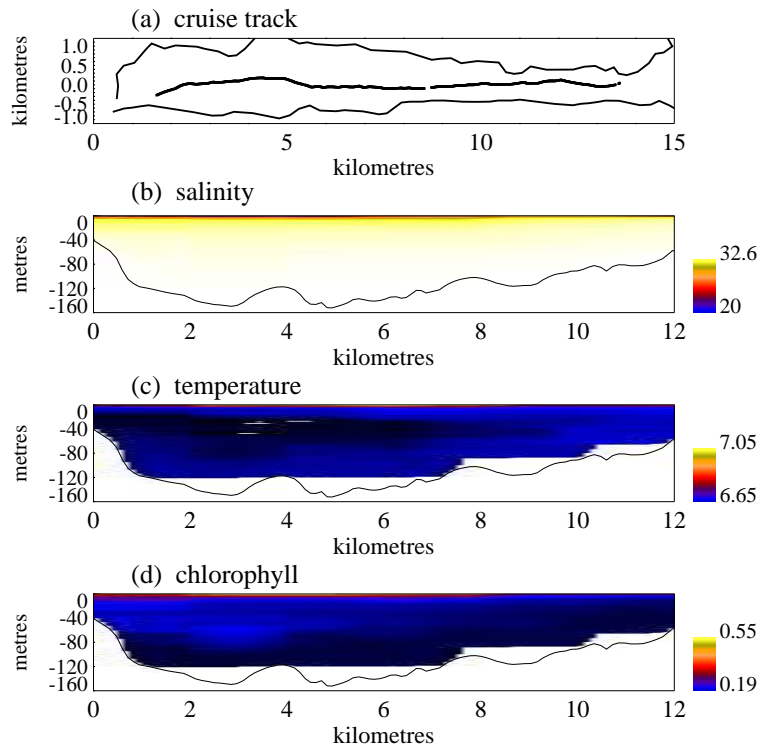 (a) cruise track
kilometres
1.0
0.5
0.0
-0.5
-1.0
0 5 10 15
kilometres
(b) salinity
metres
0
-40
-80
-120
-160
32.6
20
0 2 4 6 8 10 12
kilometres
(c) temperature
metres
0
-40
-80
-120
-160
7.05
6.65
0 2 4 6 8 10 12
kilometres
(d) chlorophyll
metres
0
-40
-80
-120
-160
0.55
0.19
0 2 4 6 8 10 12
kilometres